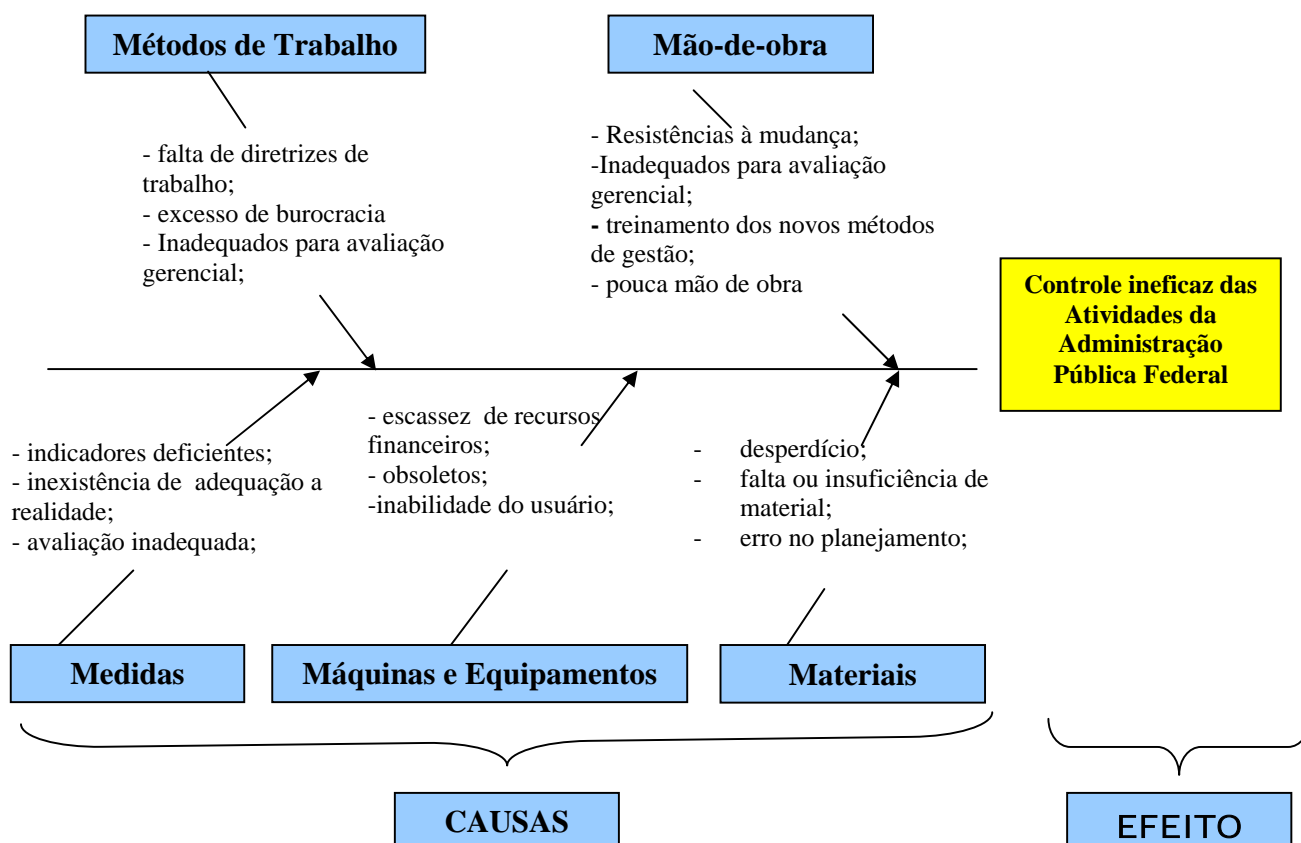 Métodos de Trabalho
- falta de diretrizes de
trabalho;
- excesso de burocracia
- Inadequados para avaliação
gerencial;
Mão-de-obra
- Resistências à mudança;
-Inadequados para avaliação
gerencial;
- treinamento dos novos métodos
de gestão;
- pouca mão de obra
Controle ineficaz das
Atividades da
Administração
Pública Federal
- indicadores deficientes;
- inexistência de adequação a
realidade;
- avaliação inadequada;
- escassez de recursos
financeiros;
- obsoletos;
-inabilidade do usuário;
- desperdício;
- falta ou insuficiência de
material;
- erro no planejamento;
Medidas
Máquinas e Equipamentos
Materiais
CAUSAS
EFEITO